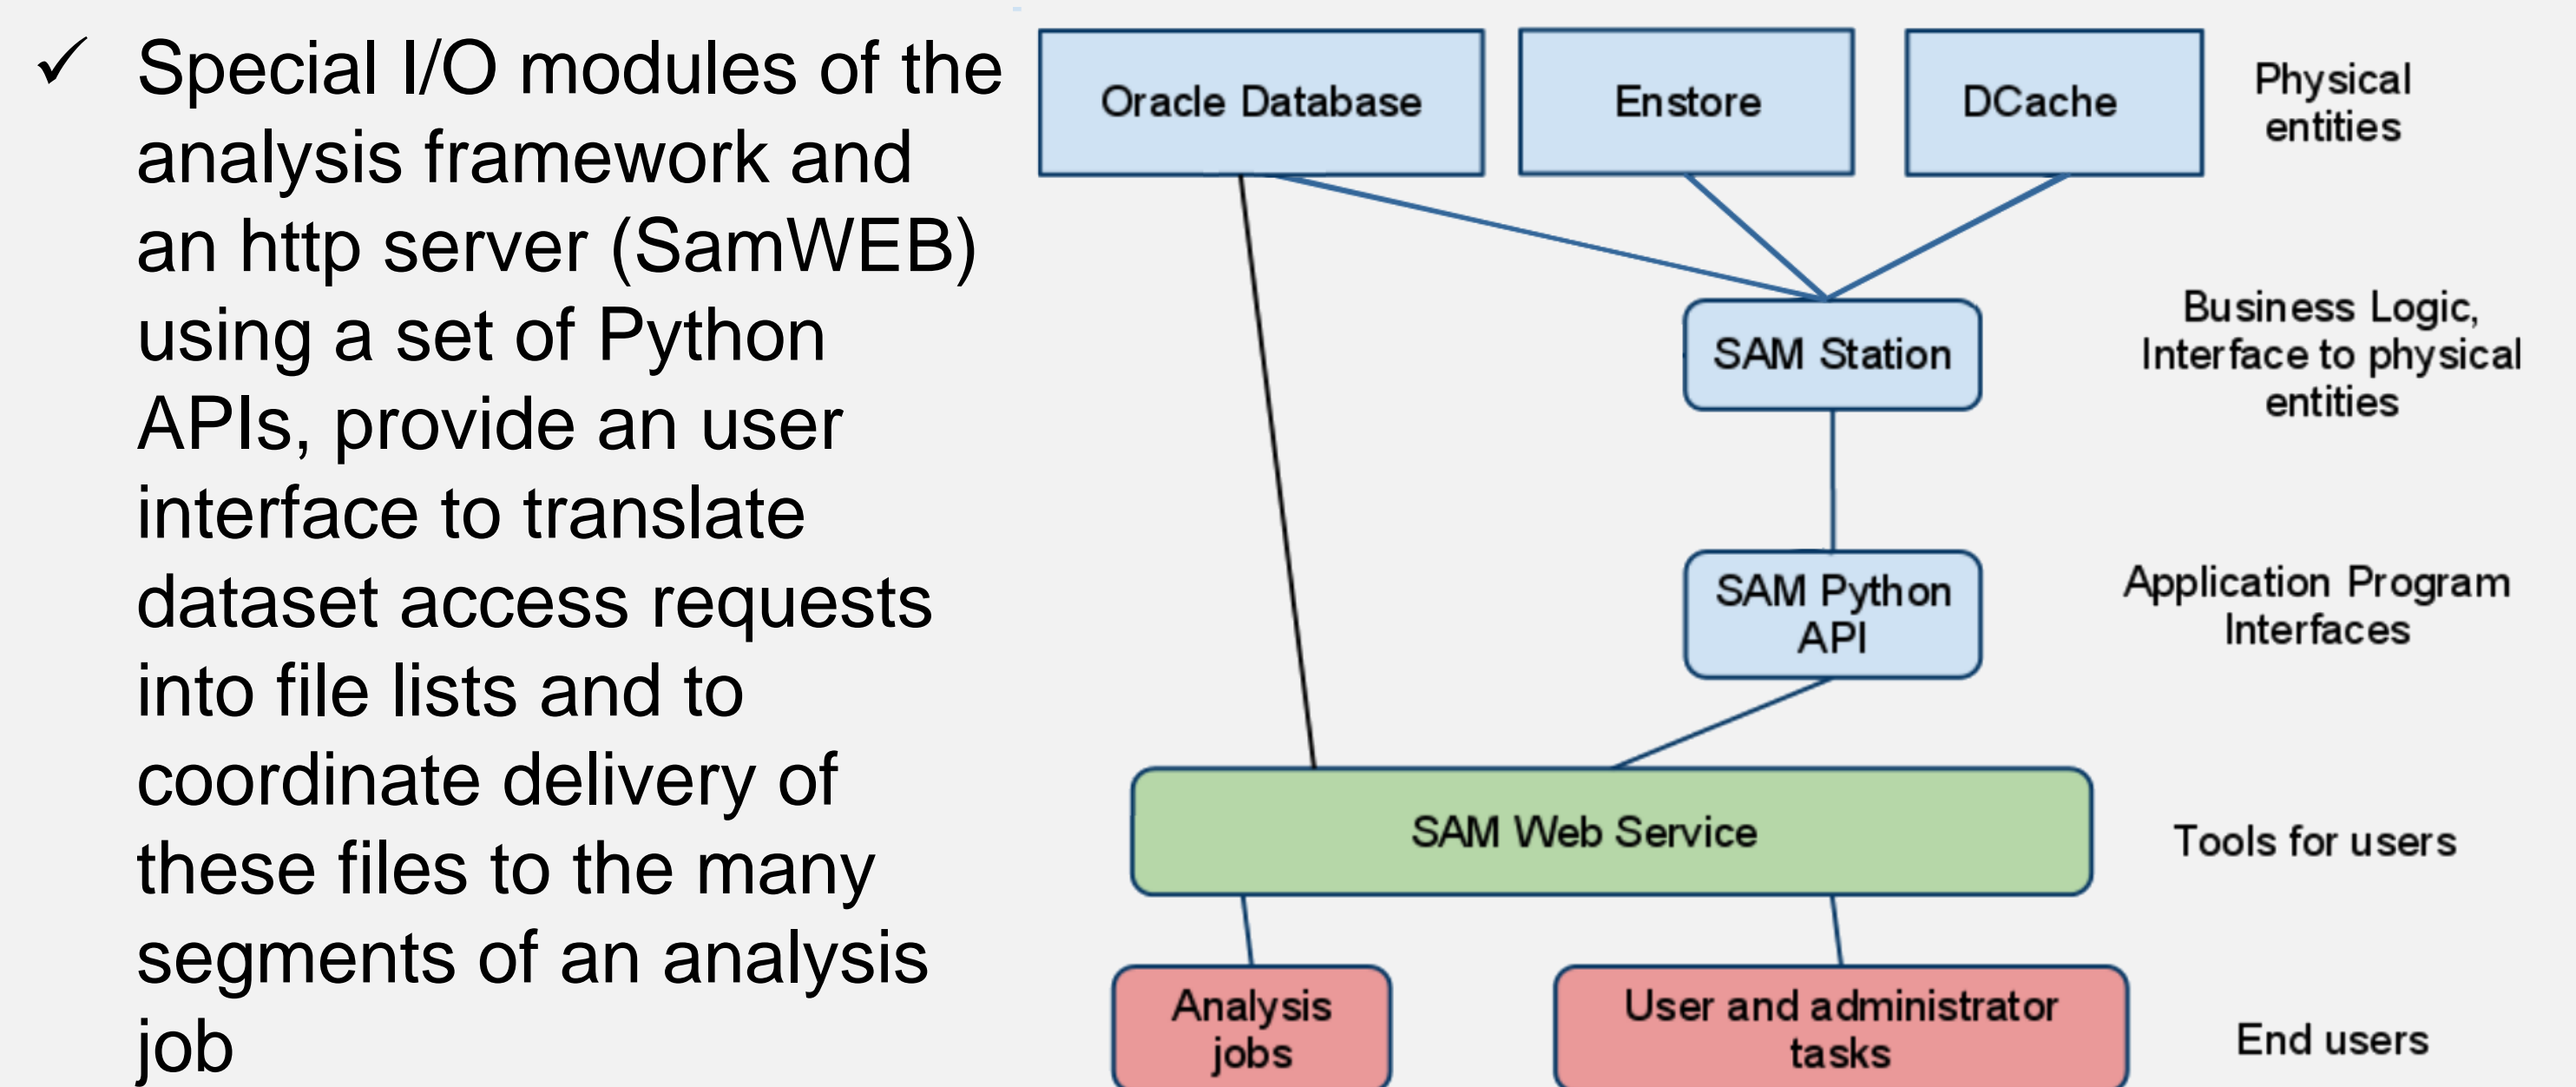 ✓ Special I/O modules of the
analysis framework and
an http server (SamWEB)
using a set of Python
APIs, provide an user
interface to translate
dataset access requests
into file lists and to
coordinate delivery of
these files to the many
segments of an analysis
job
Oracle Database
Enstore
DCache
Physical
entities
SAM Station
Business Logic,
Interface to physical
entities
SAM Python
API
Application Program
Interfaces
SAM Web Service
Tools for users
Analysis
jobs
User and administrator
tasks
End users